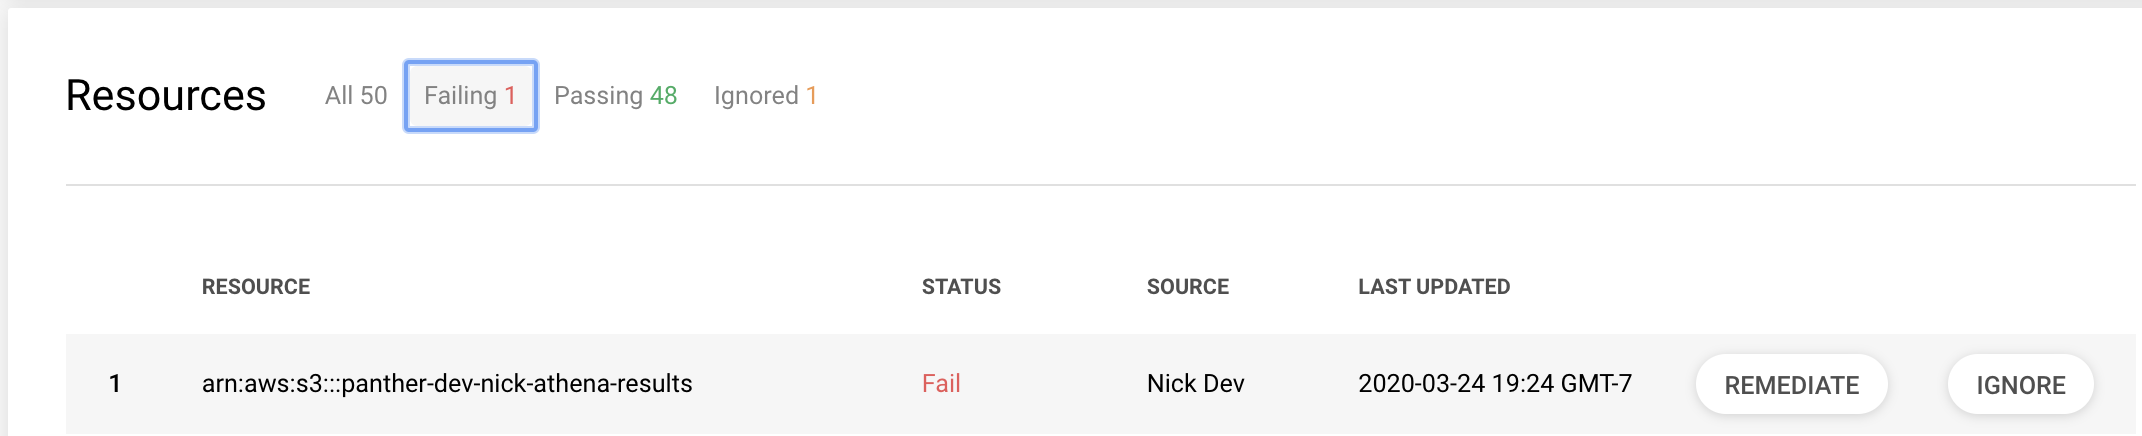 Resources All 50 Failing 1 Passing 48 Ignored 1
RESOURCE STATUS SOURCE LAST UPDATED
1 arn:aws:s3:::panther-dev-nick-athena-results Fail Nick Dev 2020-03-24 19:24 GMT-7 REMEDIATE IGNORE